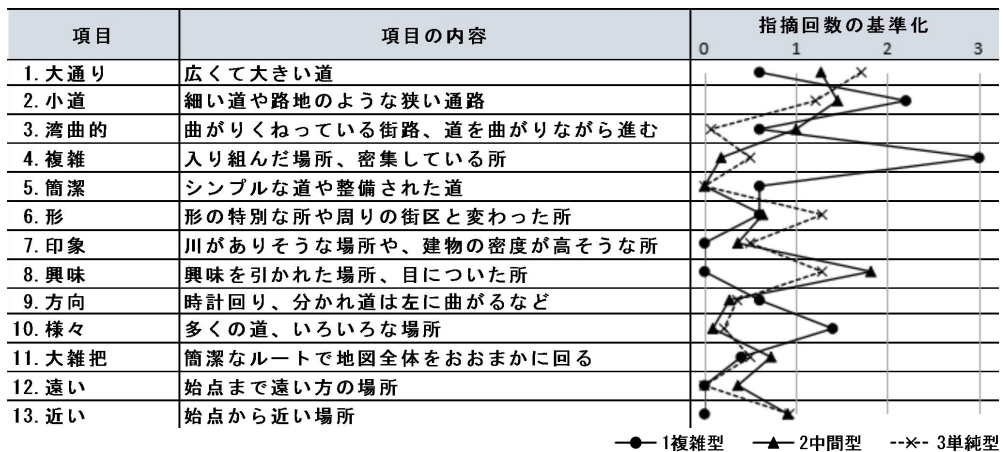 項目 項目の内容 指摘回数の基準化
0 1 2 3
1.大通り 広くて大きい道
2.小道 細い道や路地のような狭い通路
3.湾曲的 曲がりくねっている街路、道を曲がりながら進む
4.複雑 入り組んだ場所、密集している所
5.簡潔 シンプルな道や整備された道
6.形 形の特別な所や周りの街区と変わった所
7.印象 川がありそうな場所や、建物の密度が高そうな所
8.興味 興味を引かれた場所、目についた所
9.方向 時計回り、分かれ道は左に曲がるなど
10.様々 多くの道、いろいろな場所
11.大雑把 簡潔なルートで地図全体をおおまかに回る
12.遠い 始点まで遠い方の場所
13.近い 始点から近い場所
1複雑型 2中間型 3単純型